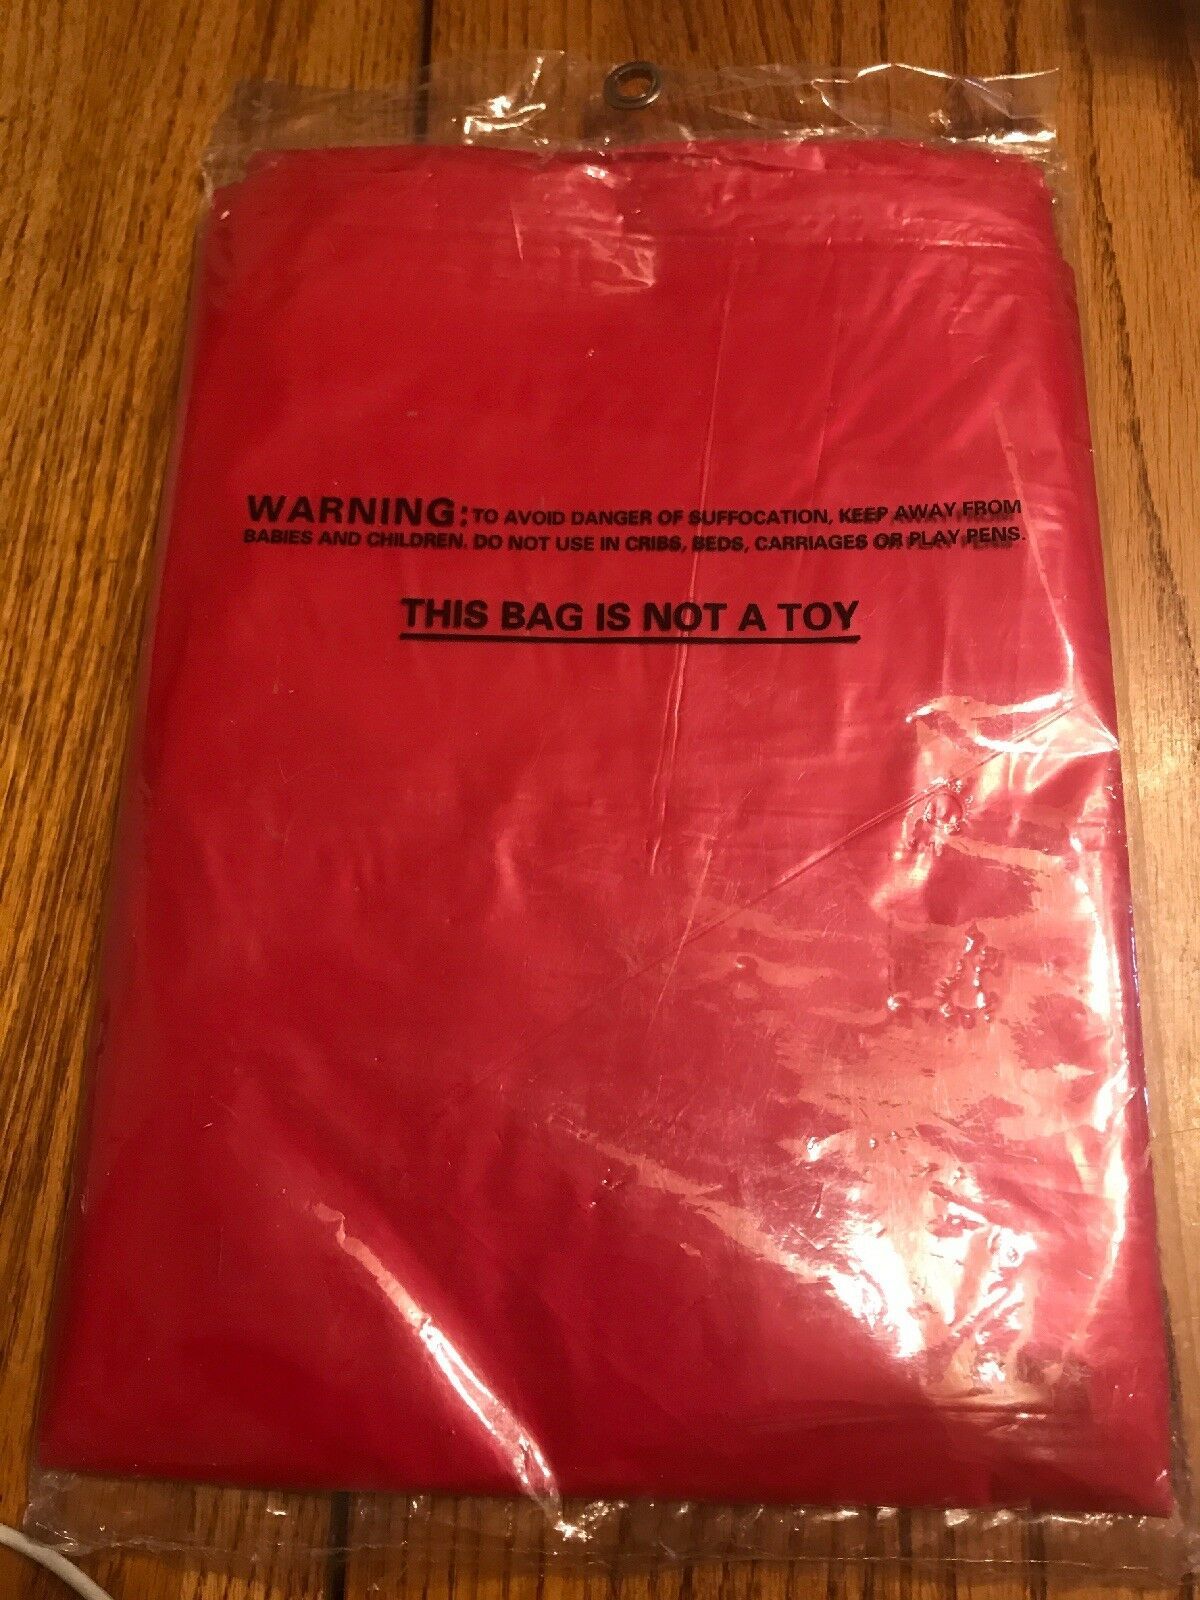 WARNING: TO AVOID DANGER OF SUFFOCATION, KEEP AWAY FROM
BABIES AND CHILDREN. DO NOT USE IN CRIBS, BEDS, CARRIAGES OR PLAY PENS.
THIS BAG IS NOT A TOY